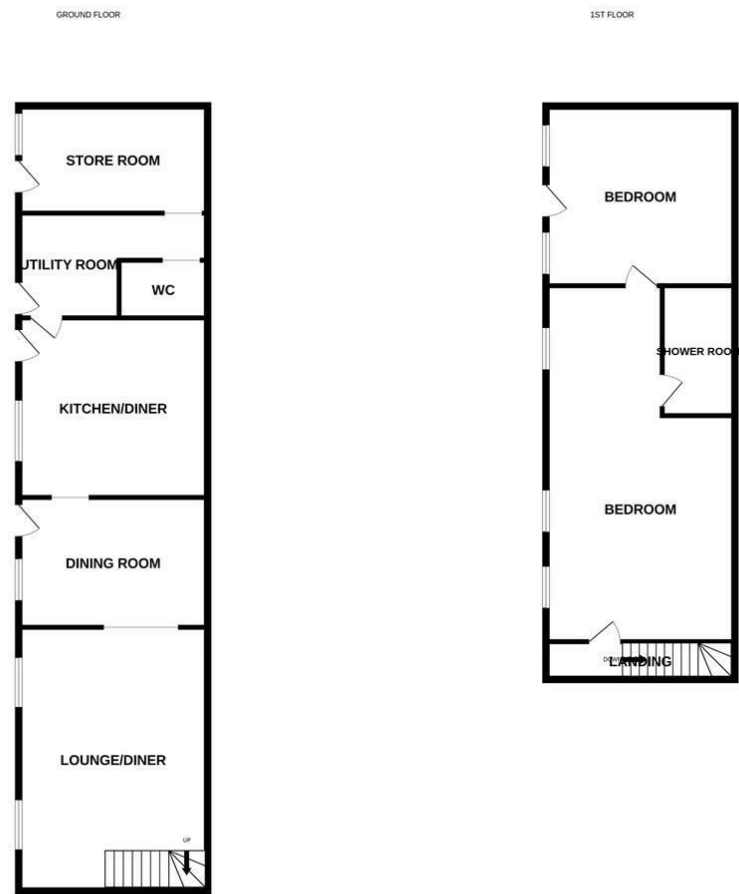 GROUND FLOOR
STORE ROOM
UTILITY ROOM
WC
KITCHEN/DINER
DINING ROOM
LOUNGE/DINER
UP
1ST FLOOR
BEDROOM
SHOWER ROOM
BEDROOM
DOWN
LANDING